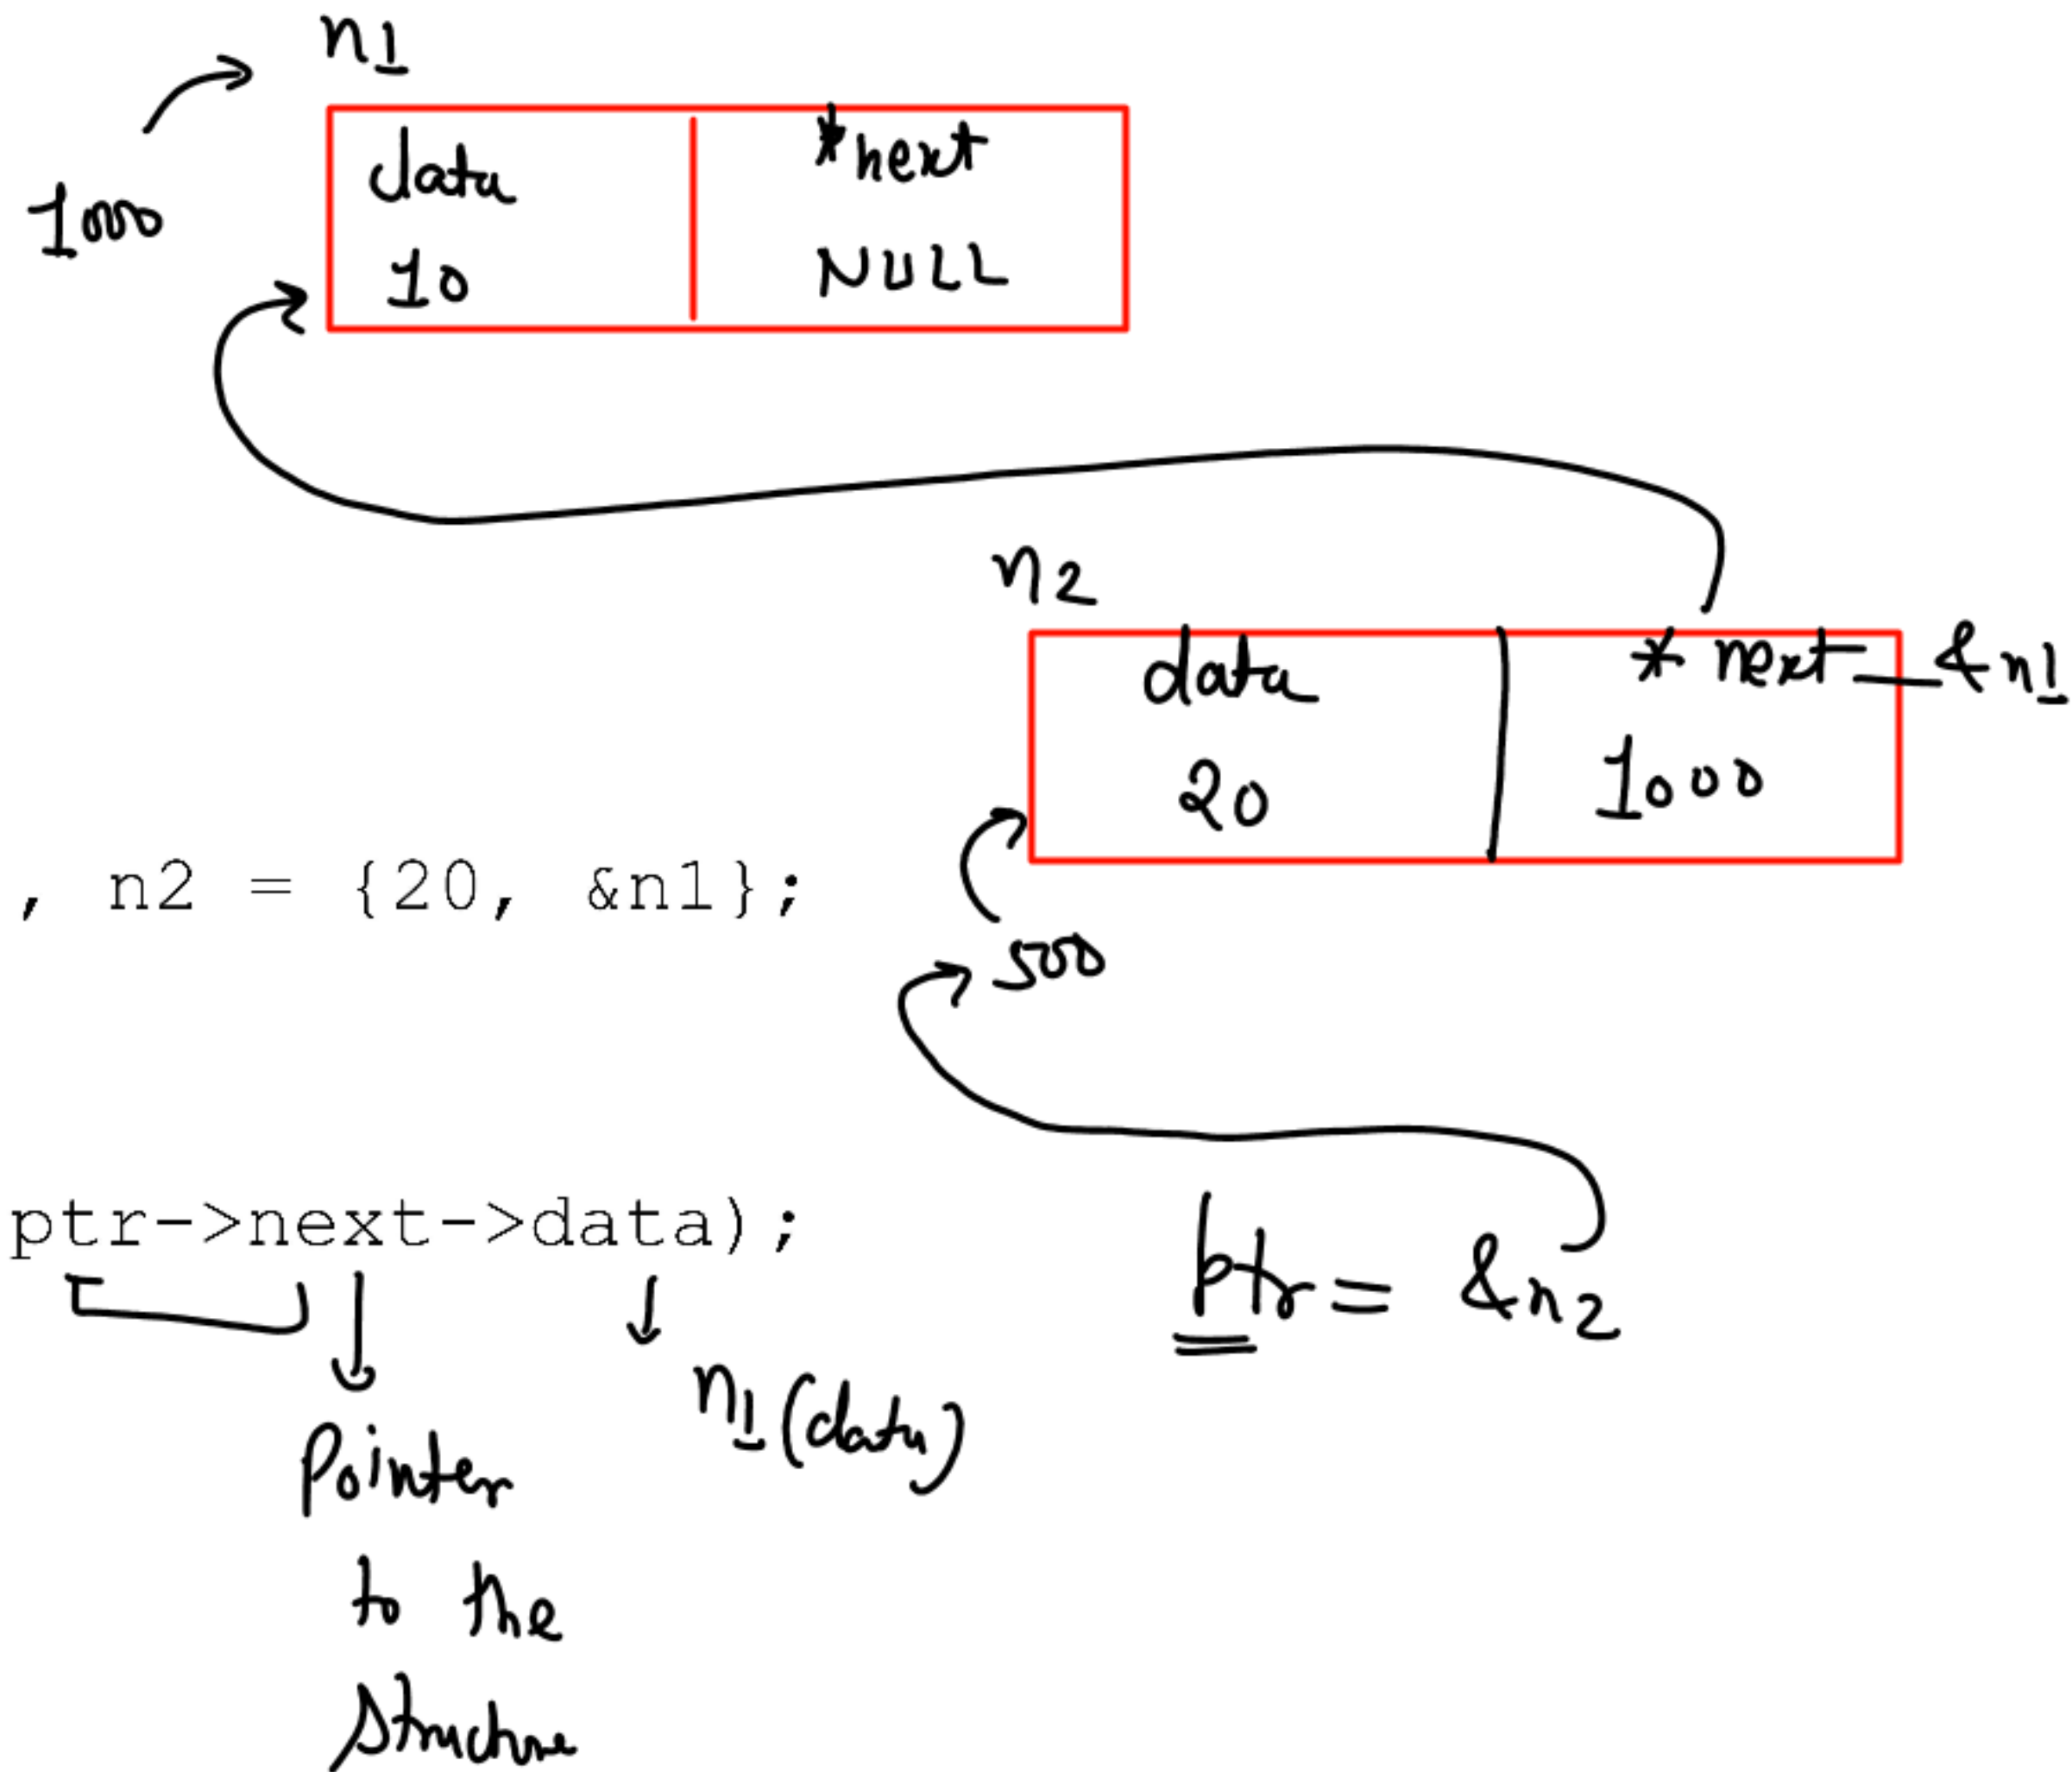 n1
1000
data *next
10 NULL
n2
data * next — &n1
20 1000
, n2 = {20, &n1};
500
ptr->next->data);
ptr = &n2
n1(data)
Pointer
to the
structure